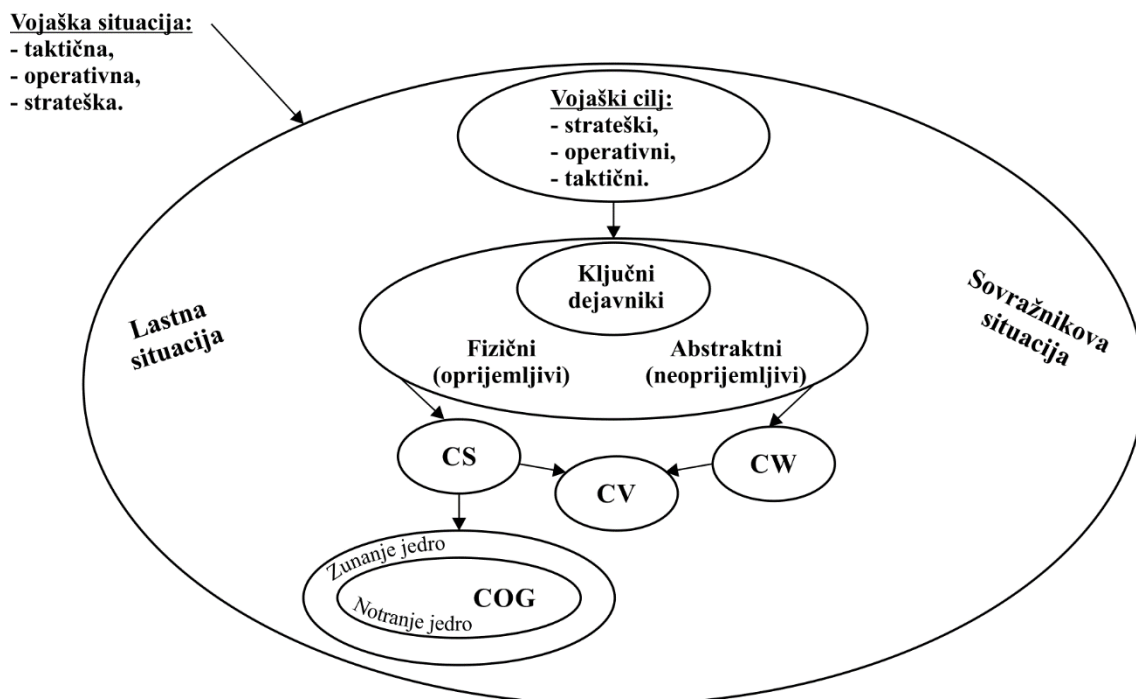 Vojaška situacija:
- taktična,
- operativna,
- strateška.
Vojaški cilj:
- strateški,
- operativni,
- taktični.
Ključni
dejavniki
Lastna
situacija
Sovražnikova
situacija
Fizični
(oprijemljivi)
Abstraktni
(neoprijemljivi)
CS
CV
CW
Zunanje jedro
COG
Notranje jedro